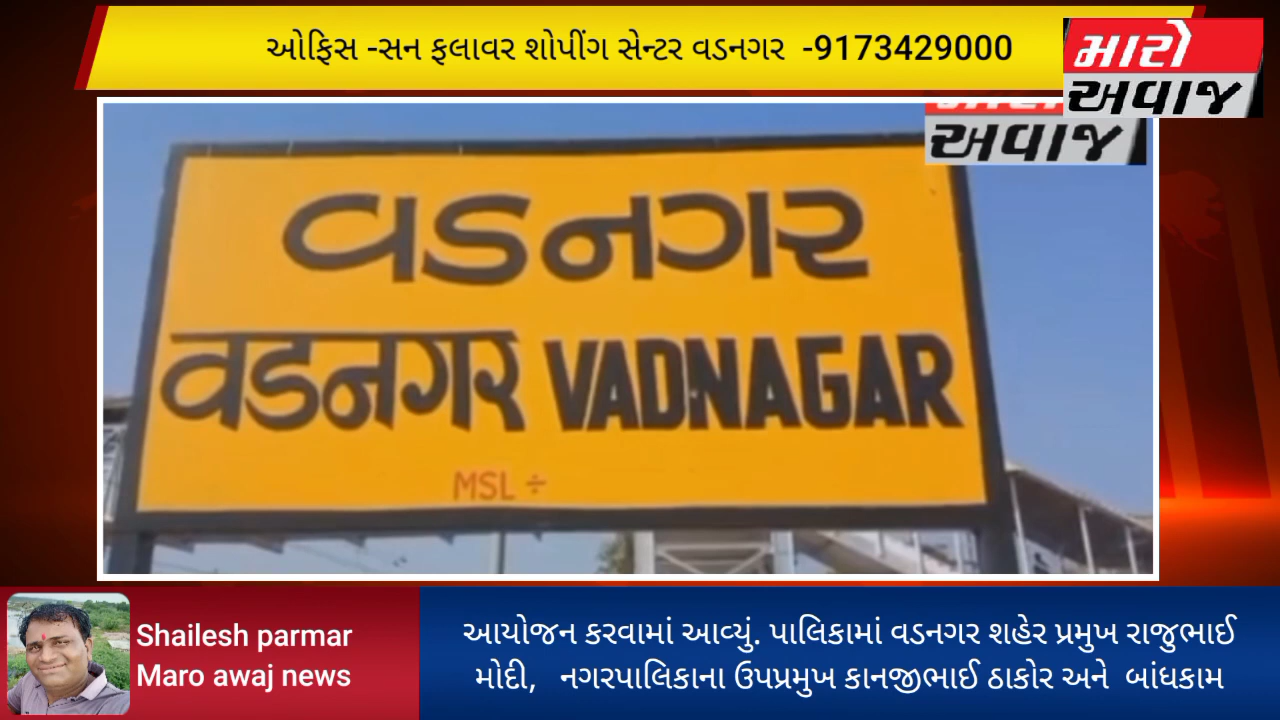 ઓફિસ -સન ફલાવર શોપીંગ સેન્ટર વડનગર -9173429000
મારો
અવાજ
અવાજ
વડનગર
वडनगर VADNAGAR
MSL ÷
Shailesh parmar
Maro awaj news
આયોજન કરવામાં આવ્યું. પાલિકામાં વડનગર શહેર પ્રમુખ રાજુભાઈ
મોદી, નગરપાલિકાના ઉપપ્રમુખ કાનજીભાઈ ઠાકોર અને બાંધકામ